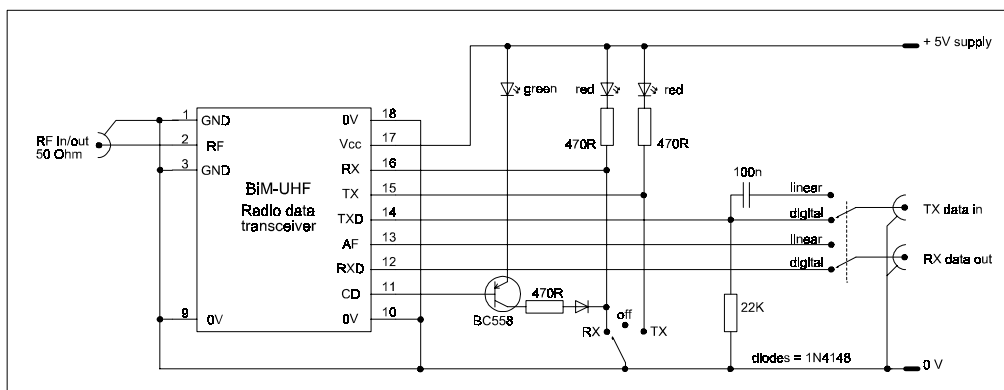 + 5V supply
green
red
red
470R
470R
RF In/out
50 Ohm
1
GND
2
RF
3
GND
9
0V
BiM-UHF
Radio data
transceiver
0V
18
Vcc
17
RX
16
TX
15
TXD
14
AF
13
RXD
12
CD
11
0V
10
100n
linear
digital
linear
digital
TX data in
RX data out
BC558
470R
RX
off
TX
22K
diodes = 1N4148
0 V